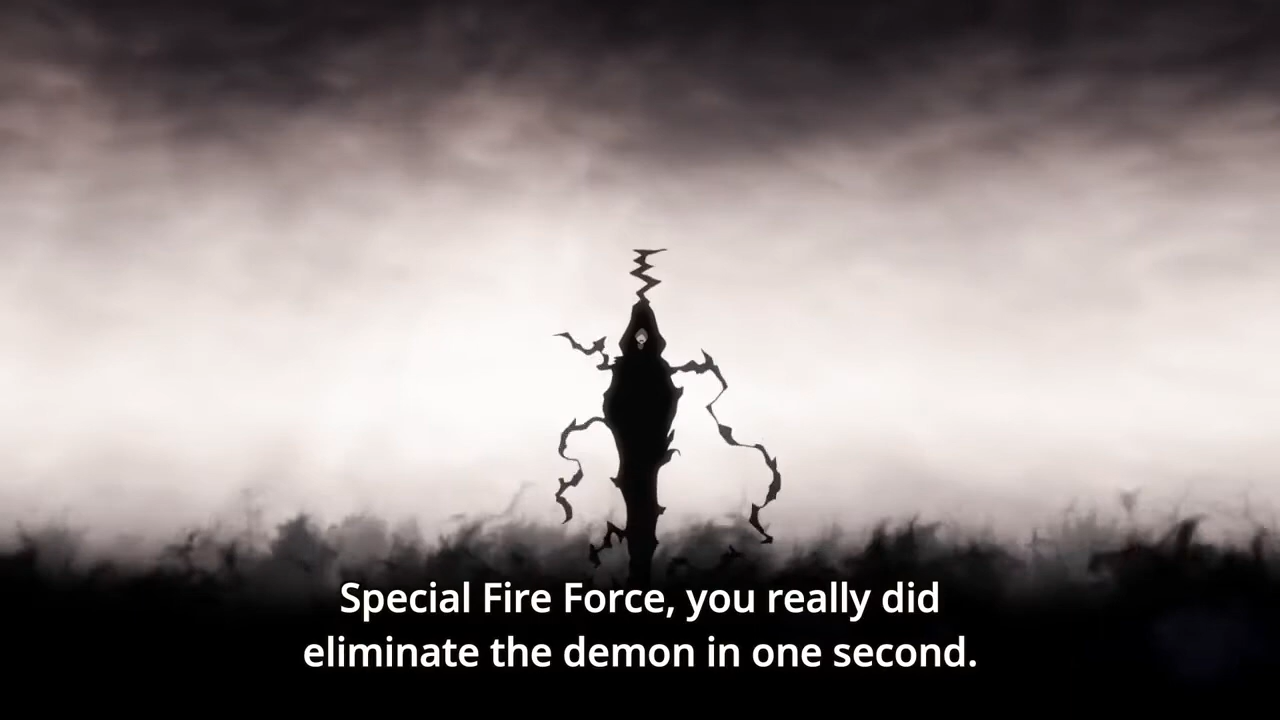 Special Fire Force, you really did
eliminate the demon in one second.